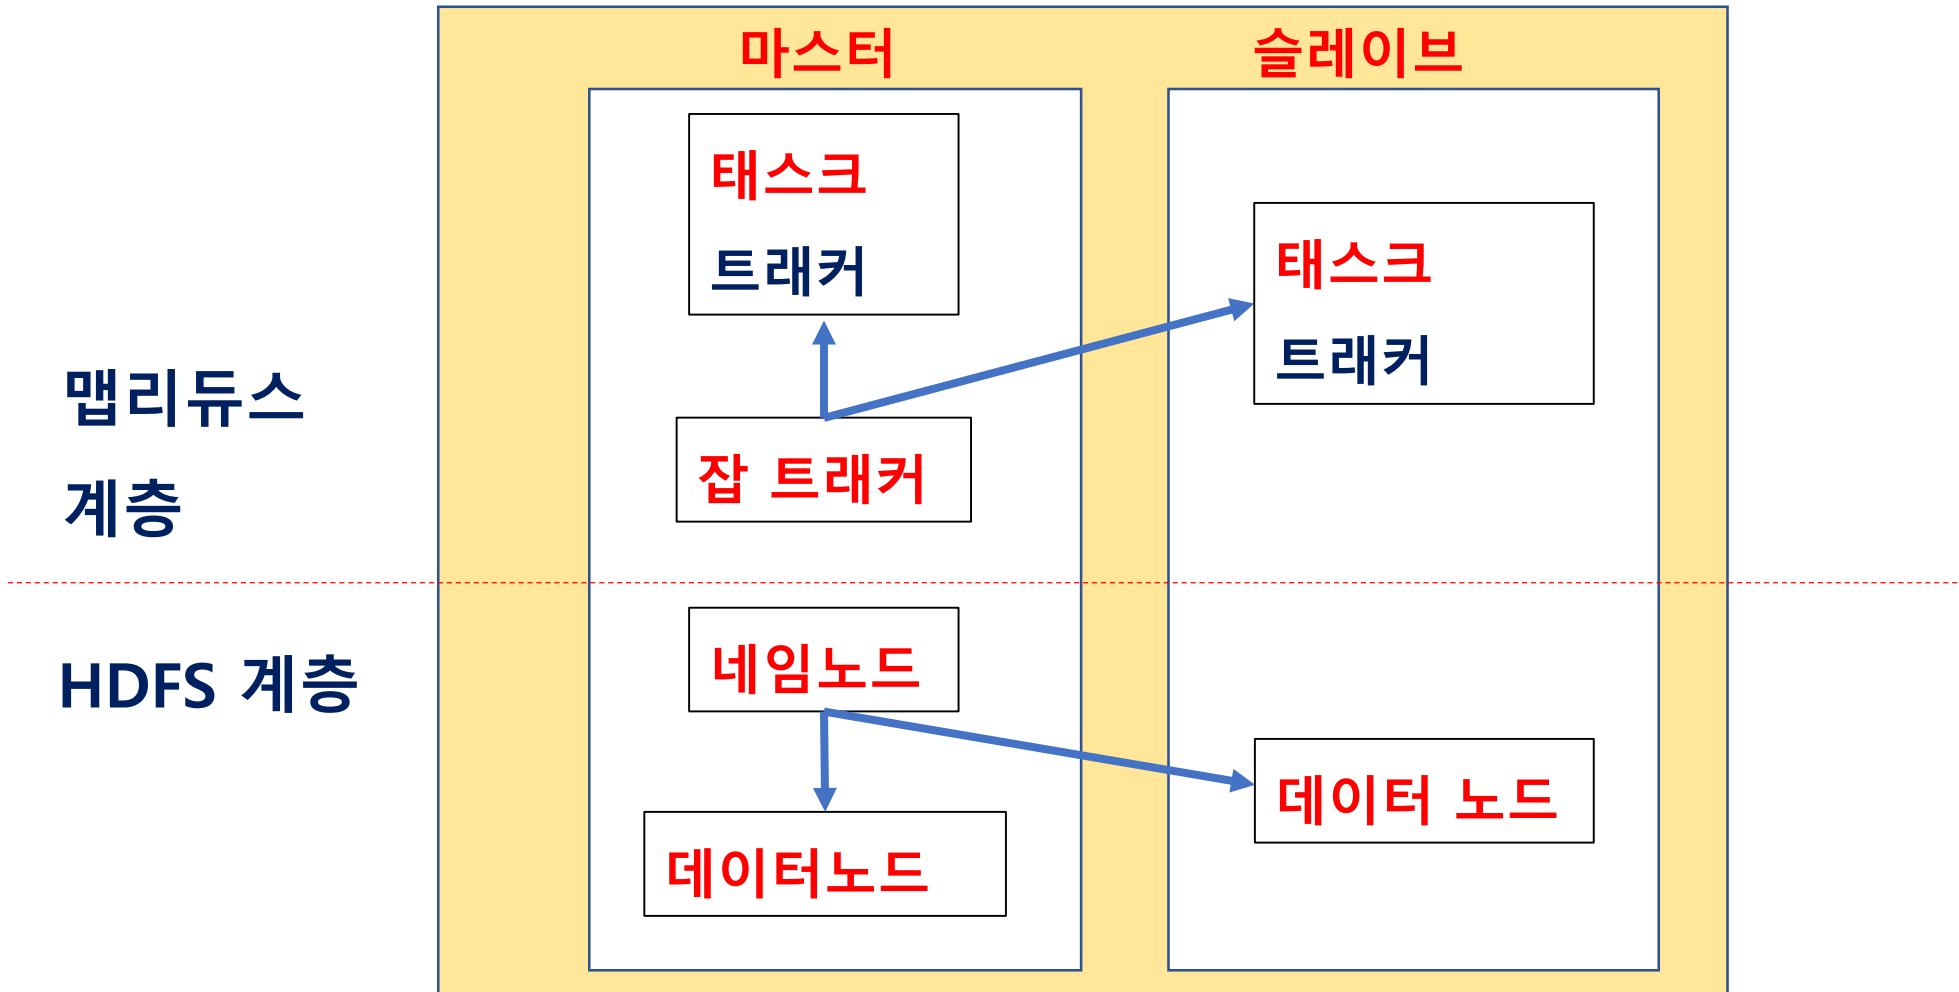 마스터
슬레이브
태스크
트래커
태스크
트래커
맵리듀스
계층
잡 트래커
네임노드
HDFS 계층
데이터 노드
데이터노드